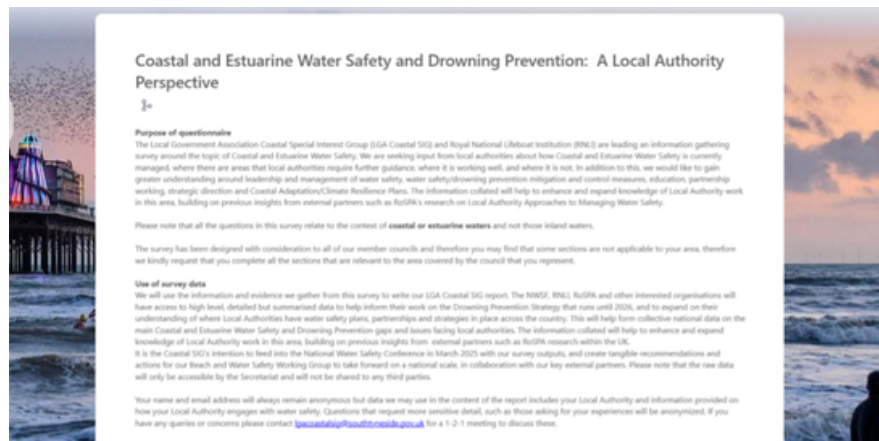 Coastal and Estuarine Water Safety and Drowning Prevention: A Local Authority
Perspective
Purpose of questionnaire
The Local Government Association Coastal Special Interest Group (LGA Coastal SIG) and Royal National Lifeboat Institution (RNLI) are leading an information gathering
survey around the topic of Coastal and Estuarine Water Safety. We are seeking input from local authorities about how Coastal and Estuarine Water Safety is currently
managed, where there are areas that local authorities require further guidance, where it is working well, and where it is not. In addition to this, we would like to gain
greater understanding around leadership and management of water safety, water safety/drowning prevention mitigation and control measures, education, partnership
working, strategic direction and Coastal Adaptation/Climate Resilience Plans. The information collated will help to enhance and expand knowledge of Local Authority work
in this area, building on previous insights from external partners such as RoSPA's research on Local Authority Approaches to Managing Water Safety.
Please note that all the questions in this survey relate to the context of coastal or estuarine waters and not those inland waters.
The survey has been designed with consideration to all of our member councils and therefore you may find that some sections are not applicable to your area, therefore
we kindly request that you complete all the sections that are relevant to the area covered by the council that you represent.
Use of survey data
We will use the information and evidence we gather from this survey to write our LGA Coastal SIG report. The NWSF, RNLI, RoSPA and other interested organisations will
have access to high level, detailed but summarised data to help inform their work on the Drowning Prevention Strategy that runs until 2026, and to expand on their
understanding of where Local Authorities have water safety plans, partnerships and strategies in place across the country. This will help form collective national data on the
main Coastal and Estuarine Water Safety and Drowning Prevention gaps and issues facing local authorities. The information collated will help to enhance and expand
knowledge of Local Authority work in this area, building on previous insights from external partners such as RoSPA research within the UK.
It is the Coastal SIG's intention to feed into the National Water Safety Conference in March 2025 with our survey outputs, and create tangible recommendations and
actions for our Beach and Water Safety Working Group to take forward on a national scale, in collaboration with our key external partners. Please note that the raw data
will only be accessible by the Secretariat and will not be shared to any third parties.
Your name and email address will always remain anonymous but data we may use in the content of the report includes your Local Authority and information provided on
how your Local Authority engages with water safety. Questions that request more sensitive detail, such as those asking for your experiences will be anonymized. If you
have any queries or concerns please contact lgacoastalsig@southtyneside.gov.uk for a 1-2-1 meeting to discuss these.